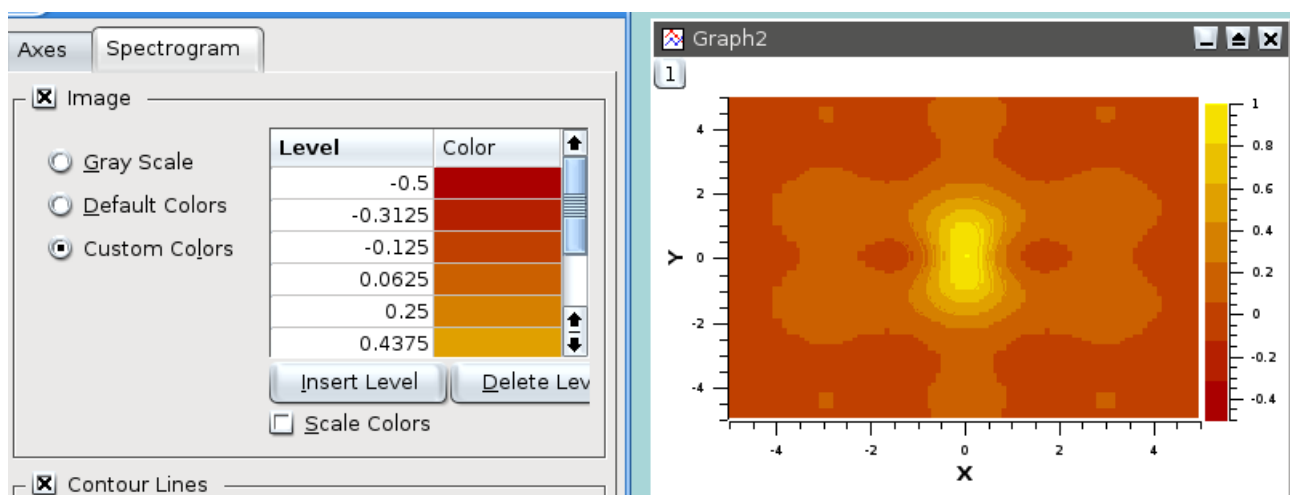 Axes Spectrogram
Image
Gray Scale
Default Colors
Custom Colors
Level Color
-0.5
-0.3125
-0.125
0.0625
0.25
0.4375
Insert Level Delete Lev
Scale Colors
Contour Lines
Graph2
1
4
2
0
-2
-4
Y
-4 -2 0 2 4
X
1
0.8
0.6
0.4
0.2
0
-0.2
-0.4